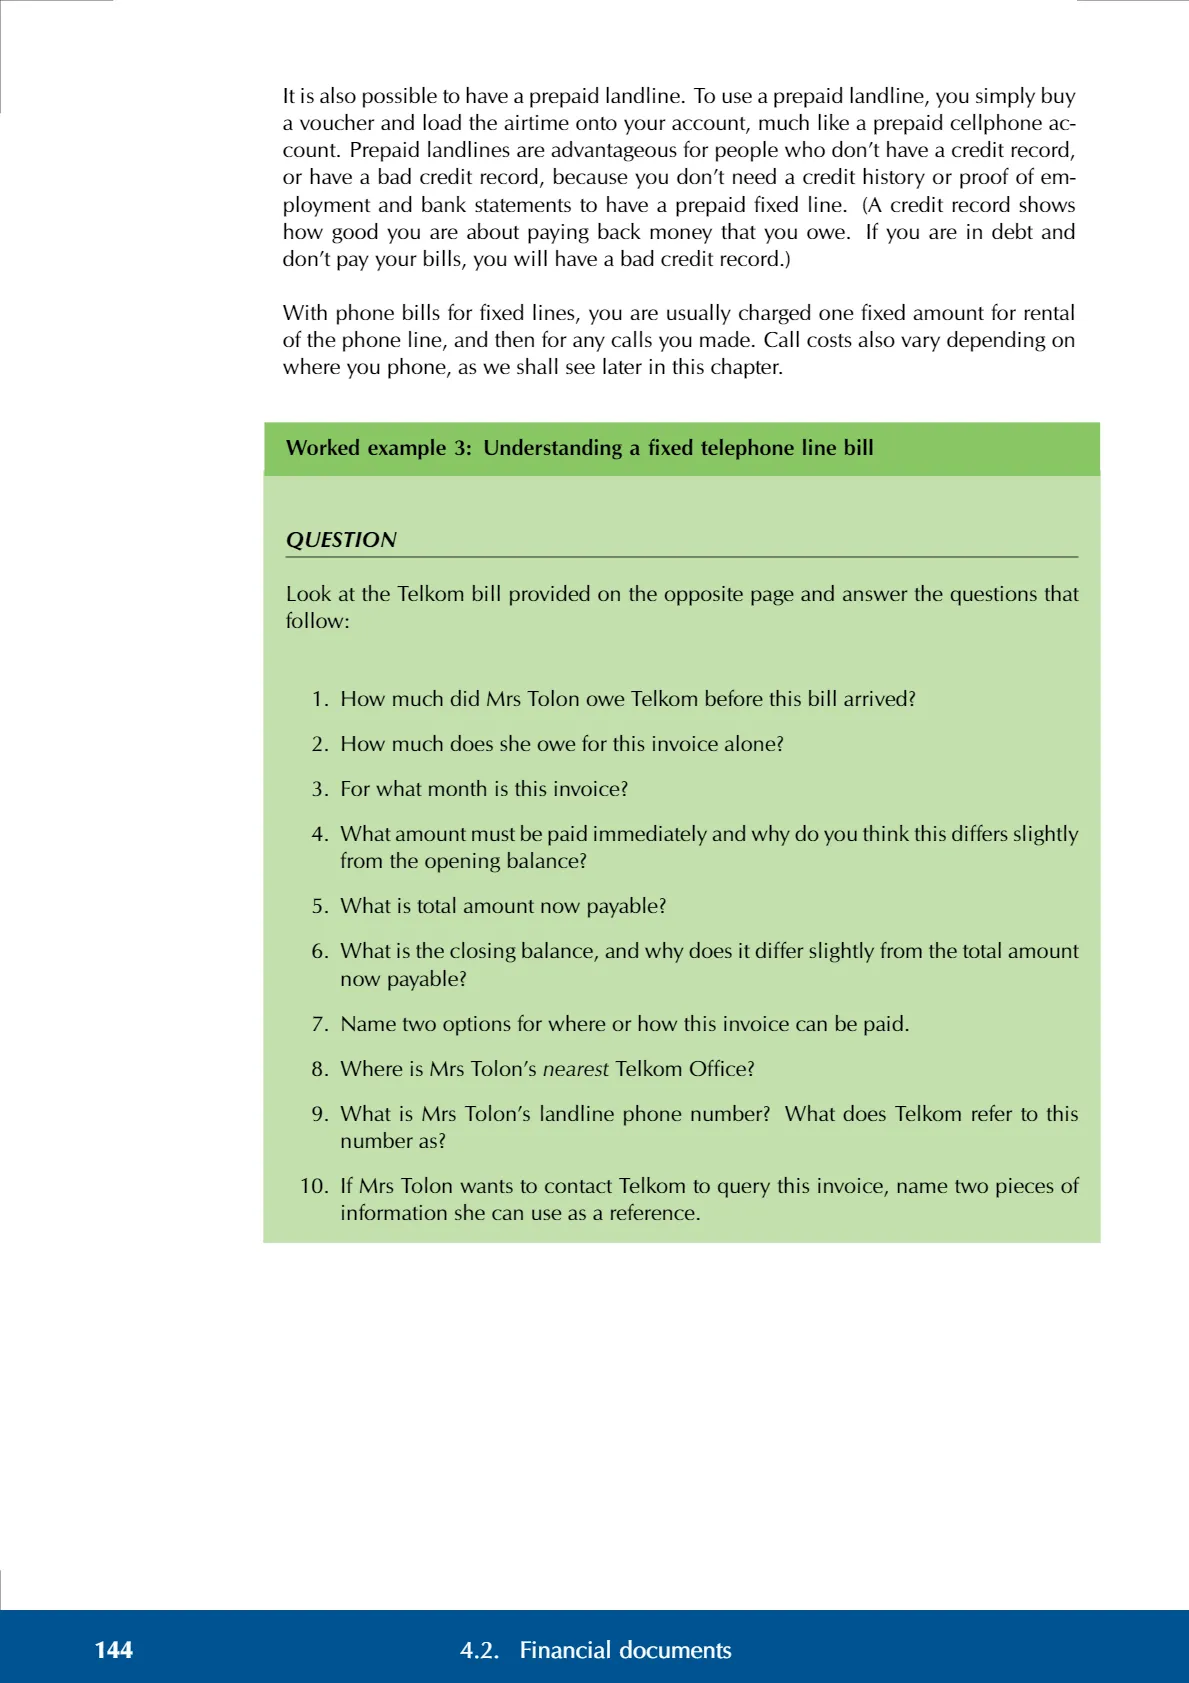 It is also possible to have a prepaid landline. To use a prepaid landline, you simply buy
a voucher and load the airtime onto your account, much like a prepaid cellphone ac-
count. Prepaid landlines are advantageous for people who don’t have a credit record,
or have a bad credit record, because you don’t need a credit history or proof of em-
ployment and bank statements to have a prepaid fixed line. (A credit record shows
how good you are about paying back money that you owe. If you are in debt and
don’t pay your bills, you will have a bad credit record.)
With phone bills for fixed lines, you are usually charged one fixed amount for rental
of the phone line, and then for any calls you made. Call costs also vary depending on
where you phone, as we shall see later in this chapter.
Worked example 3: Understanding a fixed telephone line bill
QUESTION
Look at the Telkom bill provided on the opposite page and answer the questions that
follow:
1. How much did Mrs Tolon owe Telkom before this bill arrived?
2. How much does she owe for this invoice alone?
3. For what month is this invoice?
4. What amount must be paid immediately and why do you think this differs slightly
from the opening balance?
5. What is total amount now payable?
6. What is the closing balance, and why does it differ slightly from the total amount
now payable?
7. Name two options for where or how this invoice can be paid.
8. Where is Mrs Tolon’s nearest Telkom Office?
9. What is Mrs Tolon’s landline phone number? What does Telkom refer to this
number as?
10. If Mrs Tolon wants to contact Telkom to query this invoice, name two pieces of
information she can use as a reference.
144 4.2. Financial documents